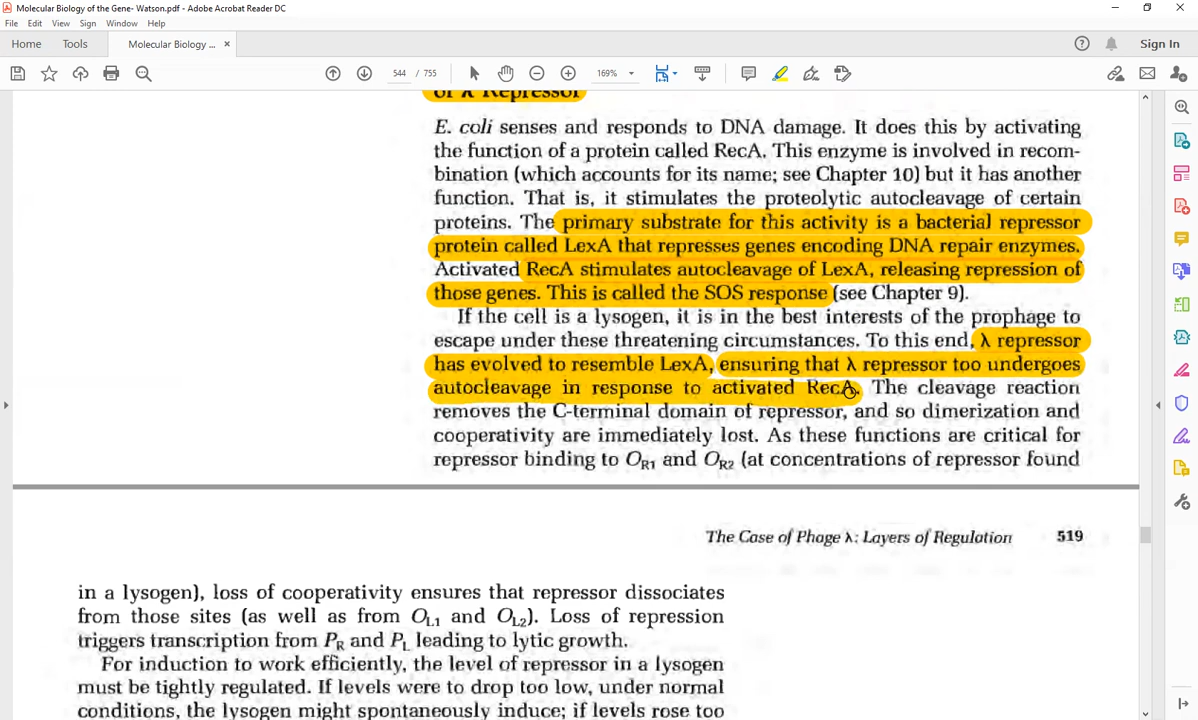 Molecular Biology of the Gene- Watson.pdf - Adobe Acrobat Reader DC
File Edit View Sign Window Help
Home Tools Molecular Biology ... × ? Sign In
544 / 755 169%
of λ Repressor
E. coli senses and responds to DNA damage. It does this by activating
the function of a protein called RecA. This enzyme is involved in recom-
bination (which accounts for its name; see Chapter 10) but it has another
function. That is, it stimulates the proteolytic autocleavage of certain
proteins. The primary substrate for this activity is a bacterial repressor
protein called LexA that represses genes encoding DNA repair enzymes.
Activated RecA stimulates autocleavage of LexA, releasing repression of
those genes. This is called the SOS response (see Chapter 9).
If the cell is a lysogen, it is in the best interests of the prophage to
escape under these threatening circumstances. To this end, λ repressor
has evolved to resemble LexA, ensuring that λ repressor too undergoes
autocleavage in response to activated RecA. The cleavage reaction
removes the C-terminal domain of repressor, and so dimerization and
cooperativity are immediately lost. As these functions are critical for
repressor binding to OR1 and OR2 (at concentrations of repressor found
The Case of Phage λ: Layers of Regulation 519
in a lysogen), loss of cooperativity ensures that repressor dissociates
from those sites (as well as from OL1 and OL2). Loss of repression
triggers transcription from PR and PL leading to lytic growth.
For induction to work efficiently, the level of repressor in a lysogen
must be tightly regulated. If levels were to drop too low, under normal
conditions, the lysogen might spontaneously induce; if levels rose too